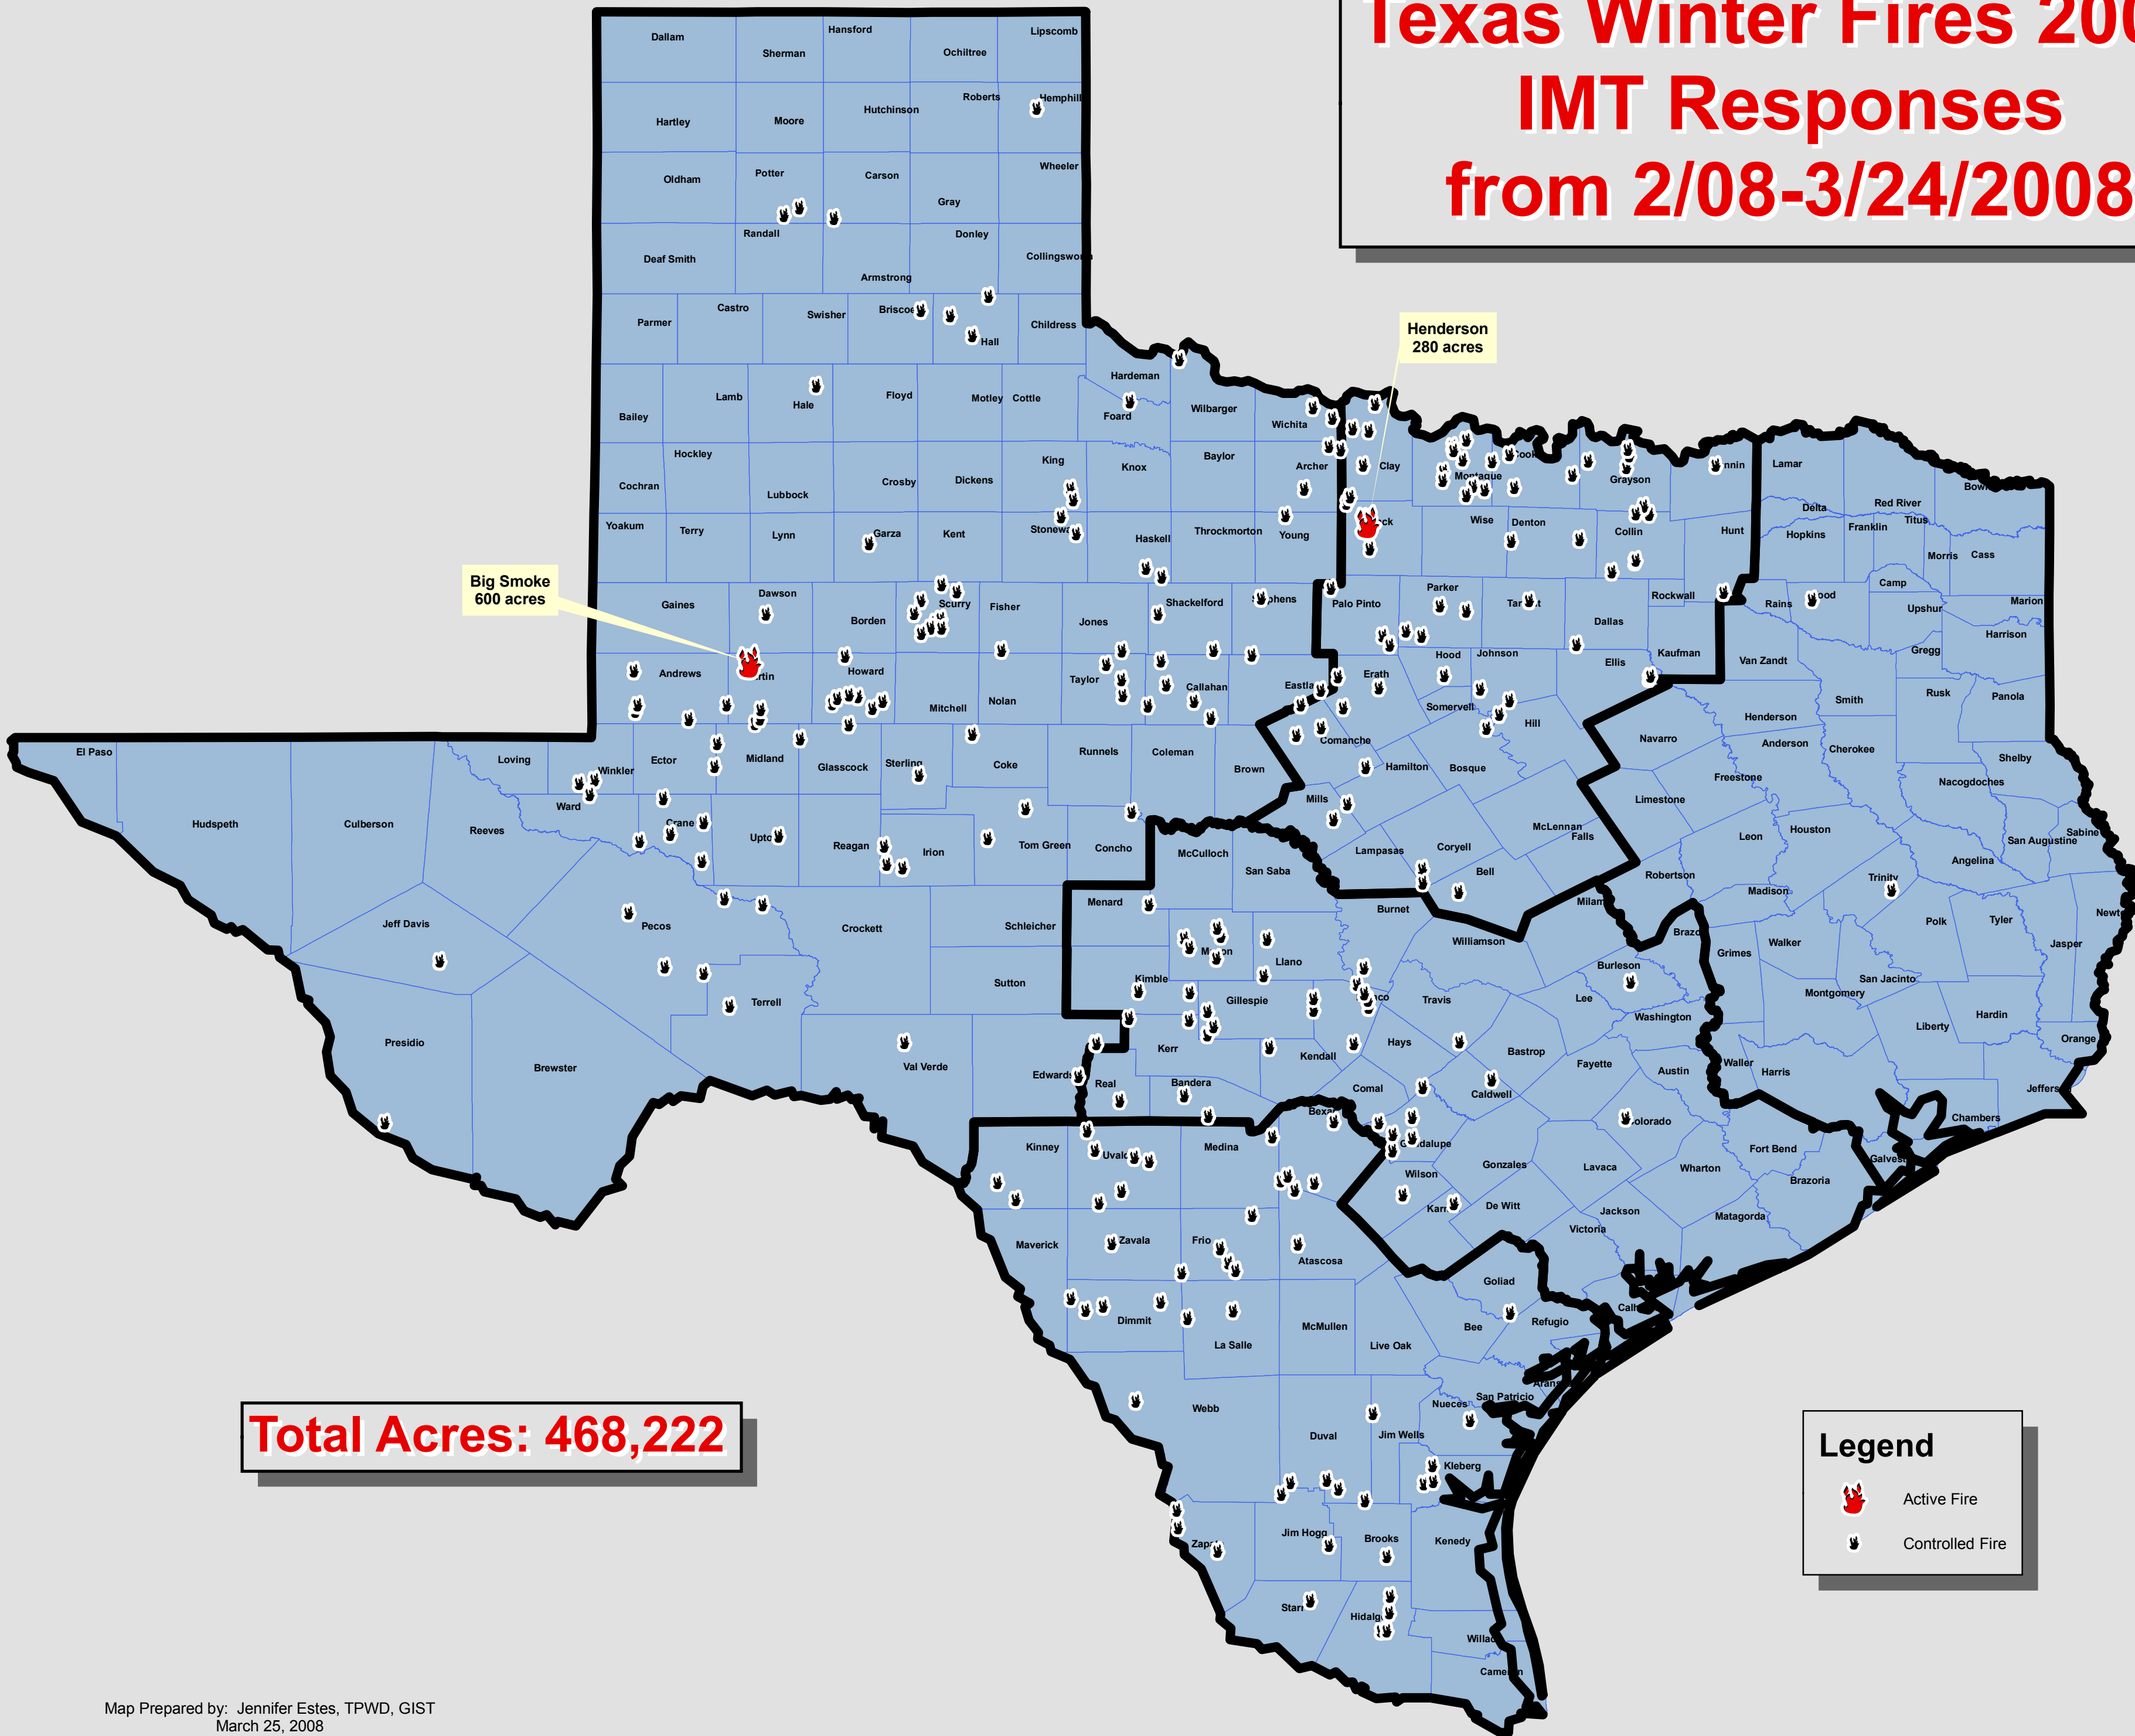 Texas Winter Fires 200
IMT Responses
from 2/08-3/24/2008
Henderson
280 acres
Big Smoke
600 acres
Total Acres: 468,222
Legend
Active Fire
Controlled Fire
Map Prepared by: Jennifer Estes, TPWD, GIST
March 25, 2008
Dallam
Sherman
Hansford
Ochiltree
Lipscomb
Hartley
Moore
Hutchinson
Roberts
Hemphill
Oldham
Potter
Carson
Gray
Wheeler
Deaf Smith
Randall
Armstrong
Donley
Collingsworth
Parmer
Castro
Swisher
Briscoe
Hall
Childress
Hardeman
Bailey
Lamb
Hale
Floyd
Motley
Cottle
Foard
Wilbarger
Wichita
Cochran
Hockley
Lubbock
Crosby
Dickens
King
Knox
Baylor
Archer
Clay
Montague
Grayson
Lamar
Red River
Delta
Yoakum
Terry
Lynn
Garza
Kent
Haskell
Throckmorton
Young
Wise
Denton
Collin
Hunt
Hopkins
Franklin
Titus
Morris
Cass
Camp
Gaines
Dawson
Borden
Scurry
Fisher
Jones
Shackelford
Palo Pinto
Parker
Dallas
Rockwall
Rains
Upshur
Marion
Harrison
Gregg
Andrews
Howard
Mitchell
Nolan
Taylor
Callahan
Erath
Hood
Johnson
Ellis
Kaufman
Van Zandt
Smith
Rusk
Panola
Somervell
Hill
Navarro
Henderson
Anderson
Cherokee
Shelby
Nacogdoches
El Paso
Hudspeth
Culberson
Reeves
Loving
Winkler
Ward
Ector
Midland
Glasscock
Sterling
Coke
Runnels
Coleman
Brown
Comanche
Hamilton
Bosque
Freestone
Limestone
Mills
McLennan
Falls
Leon
Houston
San Augustine
Sabine
Angelina
Crane
Reagan
Irion
Tom Green
Concho
McCulloch
San Saba
Lampasas
Coryell
Bell
Robertson
Madison
Trinity
Polk
Tyler
Jasper
Jeff Davis
Pecos
Crockett
Schleicher
Menard
Burnet
Milam
Williamson
Grimes
Walker
San Jacinto
Llano
Burleson
Lee
Montgomery
Liberty
Hardin
Orange
Terrell
Sutton
Kimble
Gillespie
Travis
Washington
Presidio
Brewster
Val Verde
Edwards
Kerr
Real
Bandera
Kendall
Hays
Comal
Bastrop
Caldwell
Fayette
Austin
Waller
Harris
Chambers
Kinney
Medina
Wilson
Gonzales
Lavaca
Wharton
Fort Bend
Brazoria
Maverick
Zavala
Frio
Atascosa
De Witt
Victoria
Jackson
Matagorda
Dimmit
La Salle
McMullen
Live Oak
Bee
Goliad
Refugio
San Patricio
Nueces
Webb
Duval
Jim Wells
Kleberg
Jim Hogg
Brooks
Kenedy
Starr